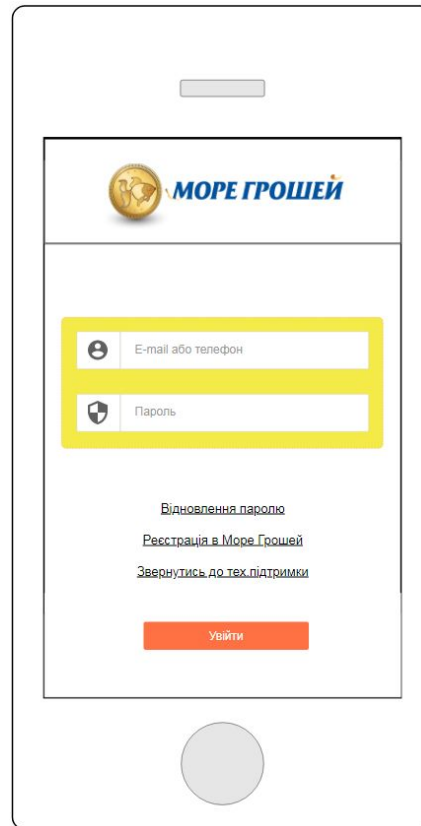 МОРЕ ГРОШЕЙ
E-mail або телефон
Пароль
Відновлення паролю
Реєстрація в Море Грошей
Звернутись до тех.підтримки
Увійти